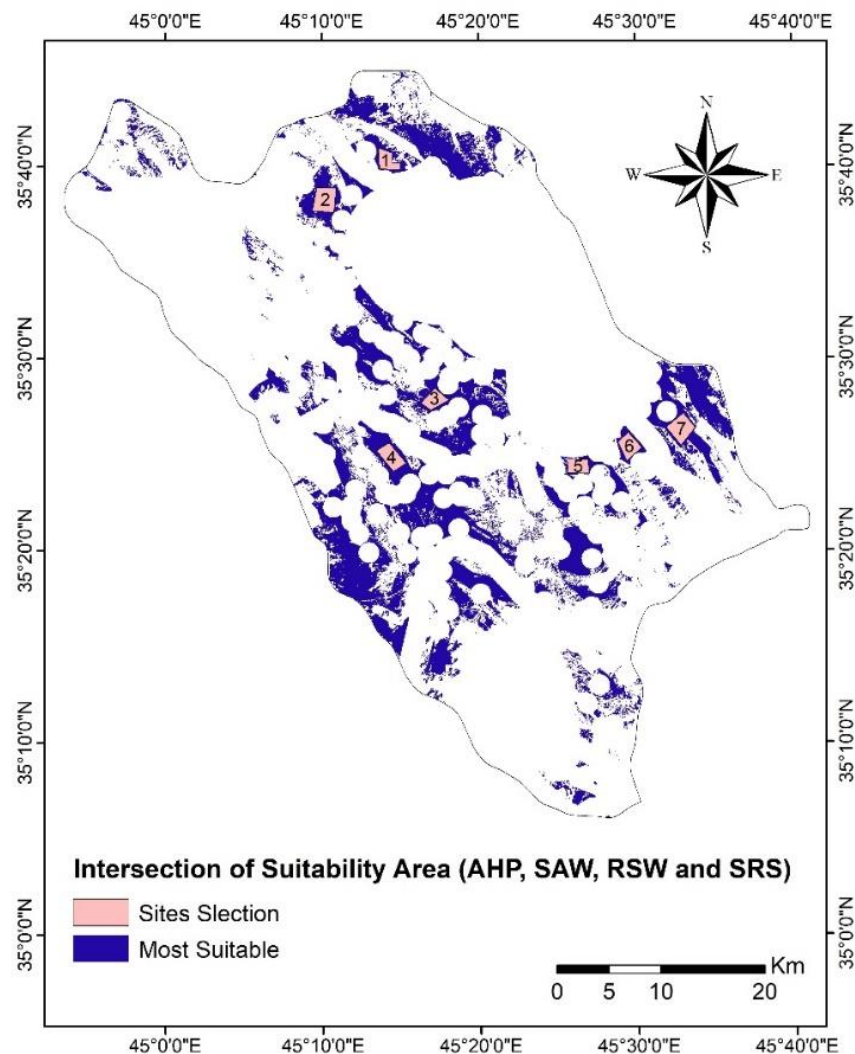 45°0'0"E 45°10'0"E 45°20'0"E 45°30'0"E 45°40'0"E
N
W E
S
35°40'0"N 35°40'0"N
1
2
35°30'0"N 35°30'0"N
3
7
6
4
5
35°20'0"N 35°20'0"N
35°10'0"N 35°10'0"N
Intersection of Suitability Area (AHP, SAW, RSW and SRS)
Sites Slection
Most Suitable
35°0'0"N 35°0'0"N
Km
0 5 10 20
45°0'0"E 45°10'0"E 45°20'0"E 45°30'0"E 45°40'0"E